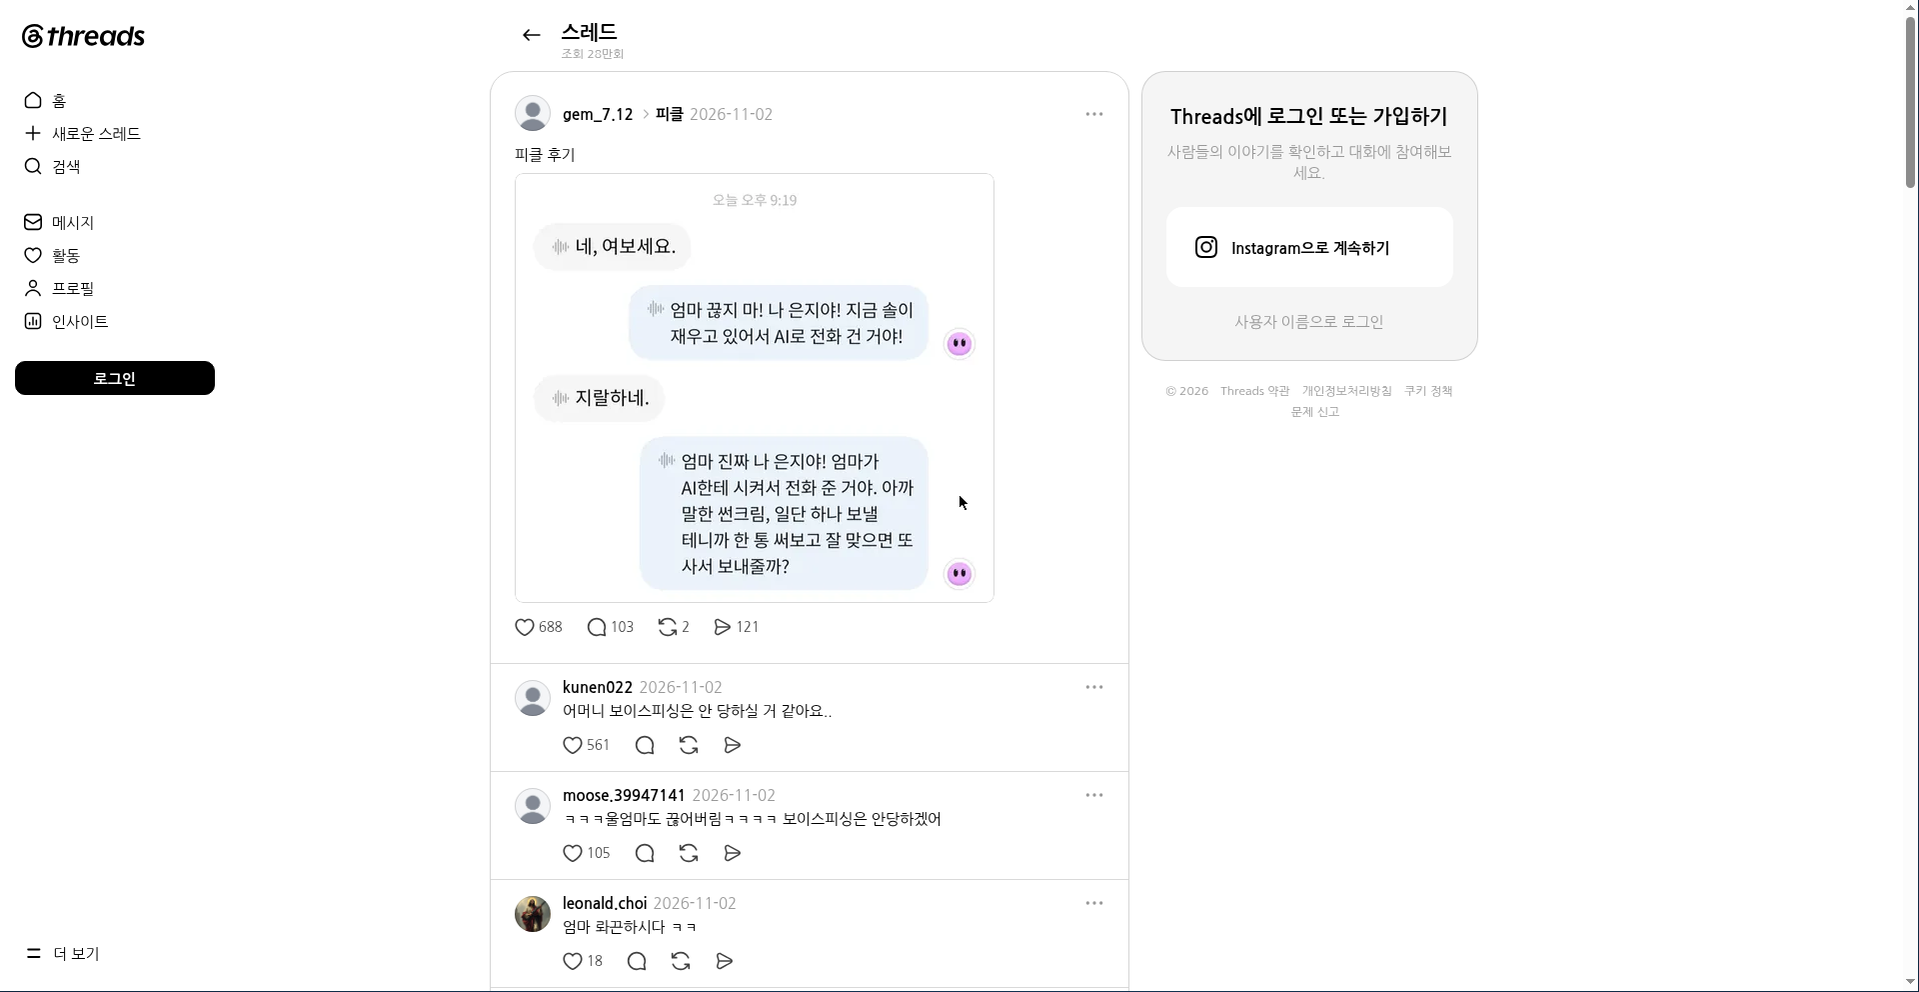 threads
홈
새로운 스레드
검색
메시지
활동
프로필
인사이트
로그인
더 보기
스레드
조회 28만회
gem_7.12 > 피클 2026-11-02
피클 후기
오늘 오후 9:19
네, 여보세요.
엄마 끊지 마! 나 은지야! 지금 솔이
재우고 있어서 AI로 전화 건 거야!
지랄하네.
엄마 진짜 나 은지야! 엄마가
AI한테 시켜서 전화 준 거야. 아까
말한 썬크림, 일단 하나 보낼
테니까 한 통 써보고 잘 맞으면 또
사서 보내줄까?
688 103 2 121
kunen022 2026-11-02
어머니 보이스피싱은 안 당하실 거 같아요..
561
moose.39947141 2026-11-02
ㅋㅋㅋ울엄마도 끊어버림ㅋㅋㅋㅋ 보이스피싱은 안당하겠어
105
leonald.choi 2026-11-02
엄마 롸끈하시다 ㅋㅋ
18
Threads에 로그인 또는 가입하기
사람들의 이야기를 확인하고 대화에 참여해보
세요.
Instagram으로 계속하기
사용자 이름으로 로그인
© 2026 Threads 약관 개인정보처리방침 쿠키 정책
문제 신고